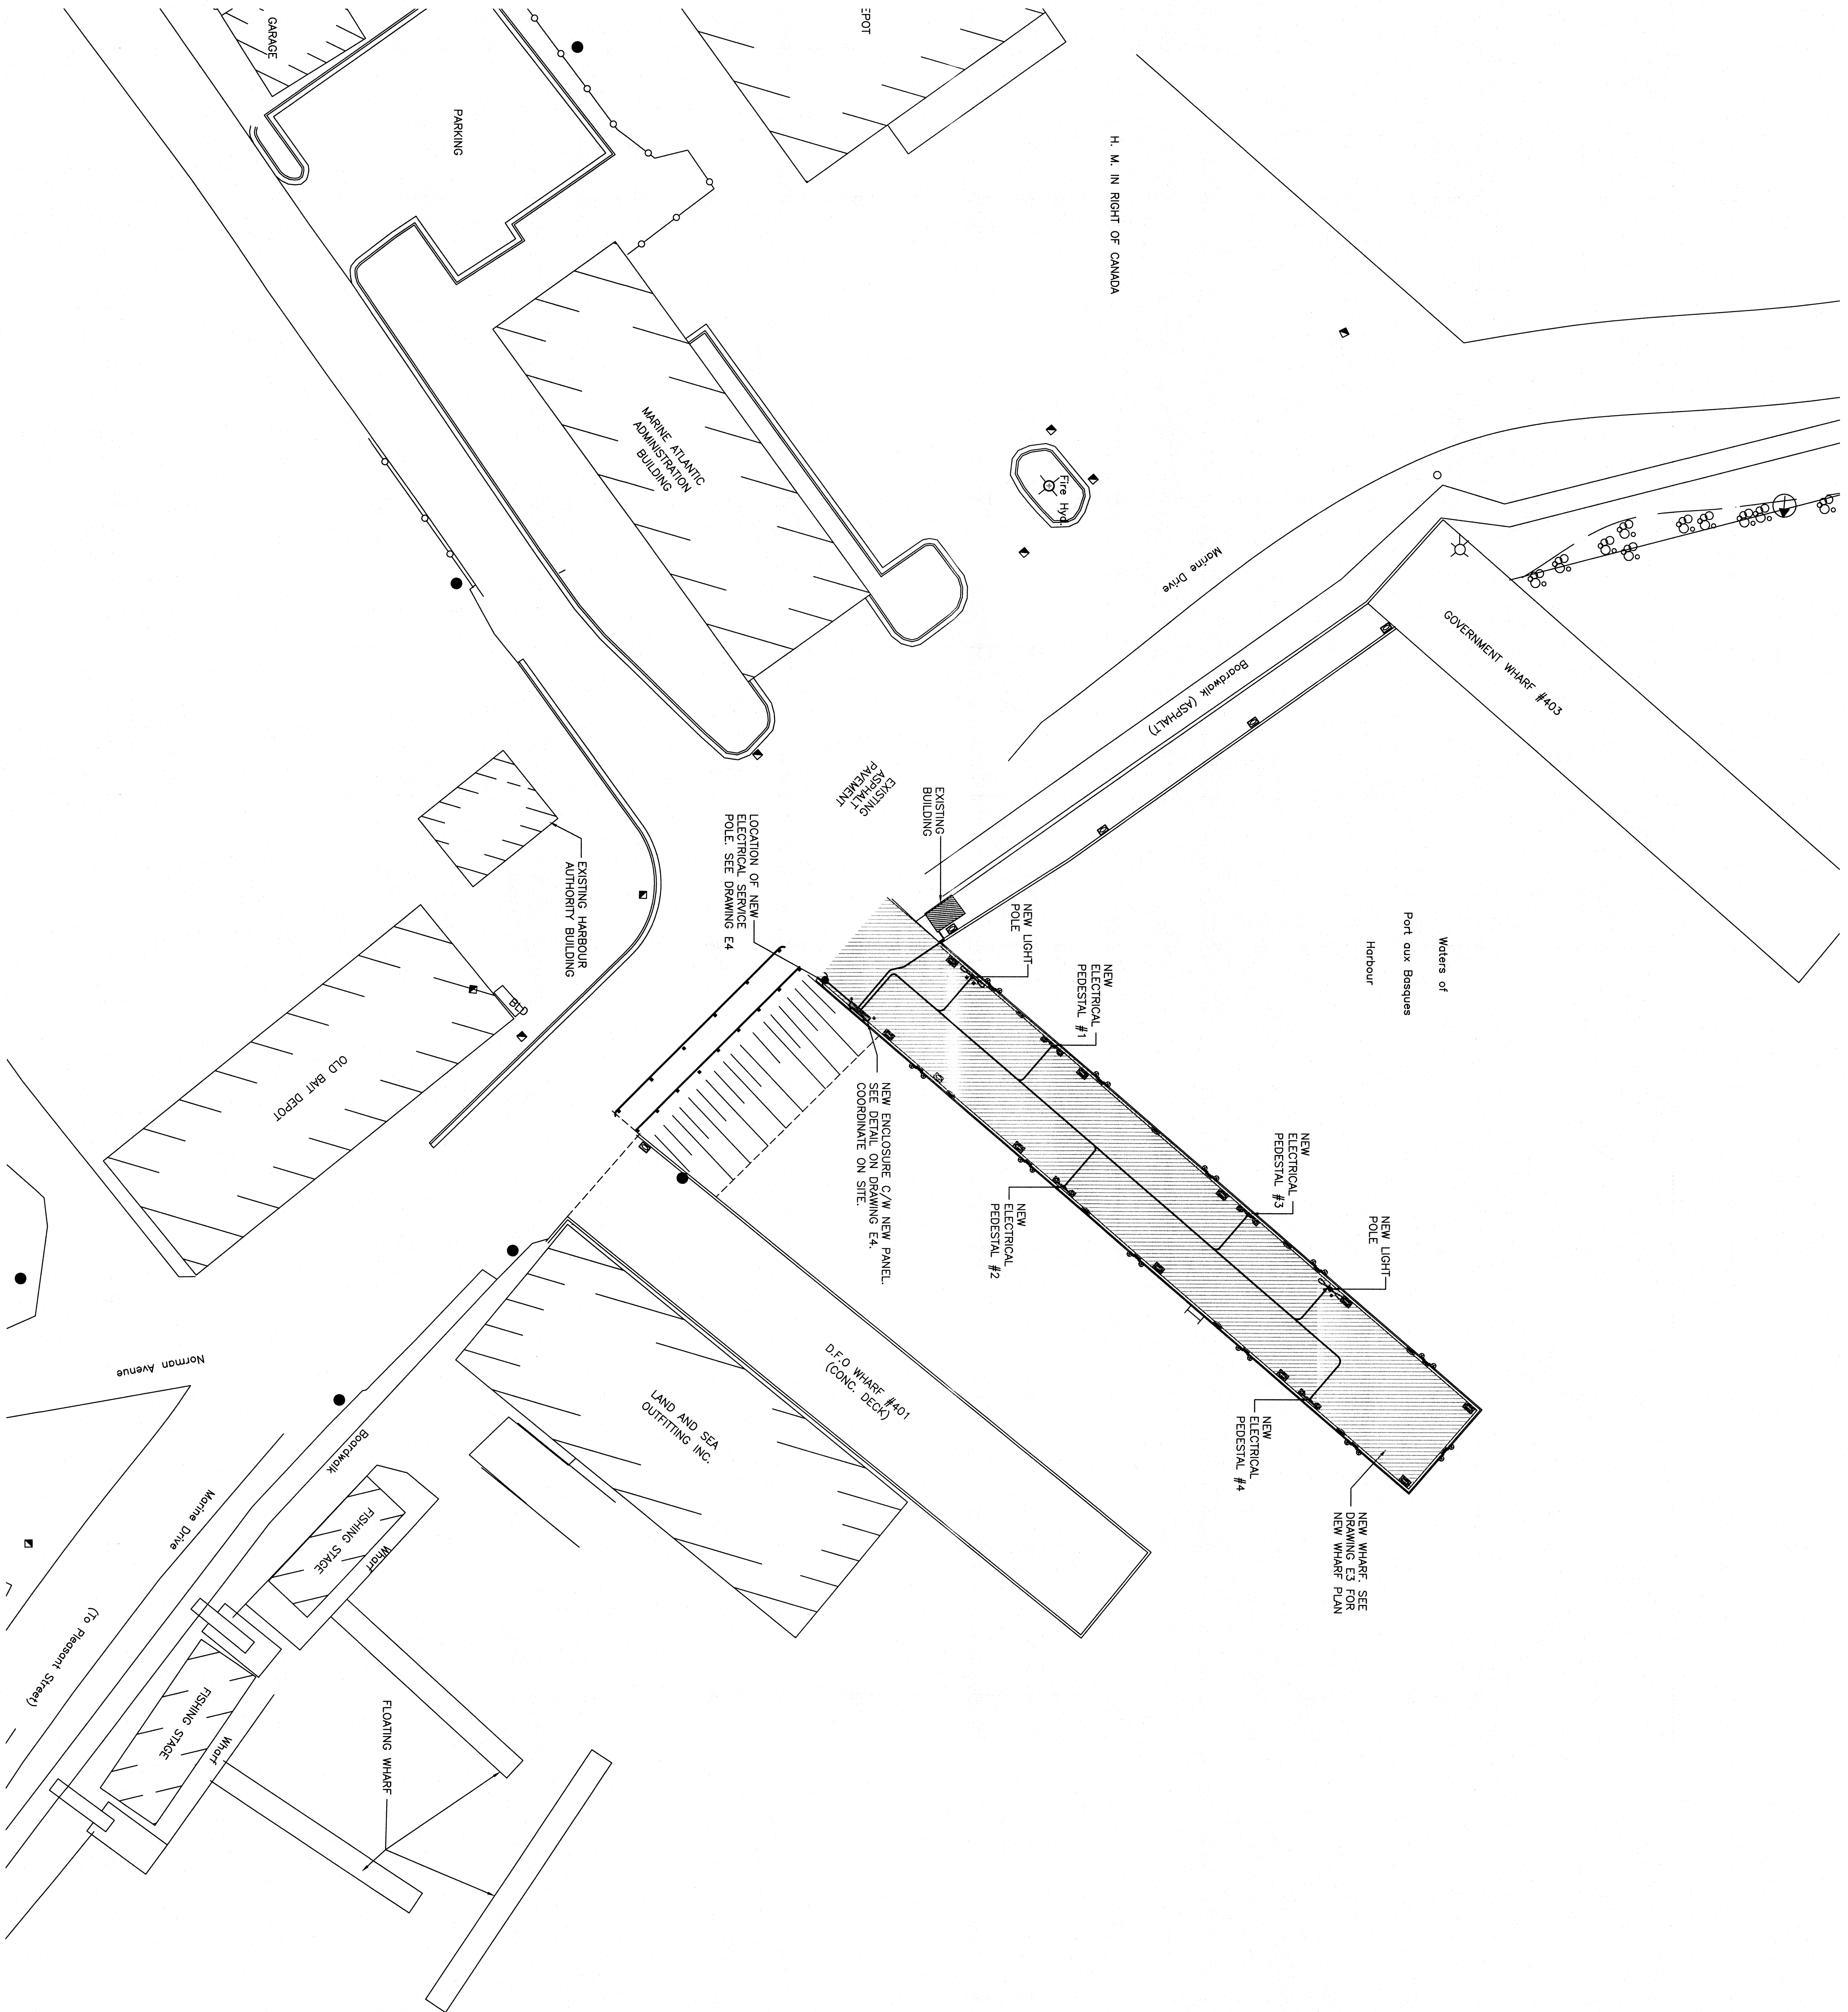 GARAGE
PARKING
EPOT
H. M. IN RIGHT OF CANADA
MARINE ATLANTIC
ADMINISTRATION
BUILDING
Fire Hyd.
Marine Drive
Boardwalk (ASPHALT)
GOVERNMENT WHARF #403
Waters of
Port aux Basques
Harbour
EXISTING
ASPHALT
PAVEMENT
EXISTING
BUILDING
NEW LIGHT
POLE
NEW
ELECTRICAL
PEDESTAL #1
NEW
ELECTRICAL
PEDESTAL #3
NEW LIGHT
POLE
LOCATION OF NEW
ELECTRICAL SERVICE
POLE. SEE DRAWING E4
EXISTING HARBOUR
AUTHORITY BUILDING
NEW ENCLOSURE C/W NEW PANEL.
SEE DETAIL ON DRAWING E4.
COORDINATE ON SITE.
NEW
ELECTRICAL
PEDESTAL #2
NEW
ELECTRICAL
PEDESTAL #4
NEW WHARF. SEE
DRAWING E3 FOR
NEW WHARF PLAN
OLD BAIT DEPOT
D.F.O WHARF #401
(CONC. DECK)
LAND AND SEA
OUTFITTING INC.
Norman Avenue
Boardwalk
Marine Drive
FISHING STAGE
Wharf
(To Pleasant Street)
FISHING STAGE
Wharf
FLOATING WHARF